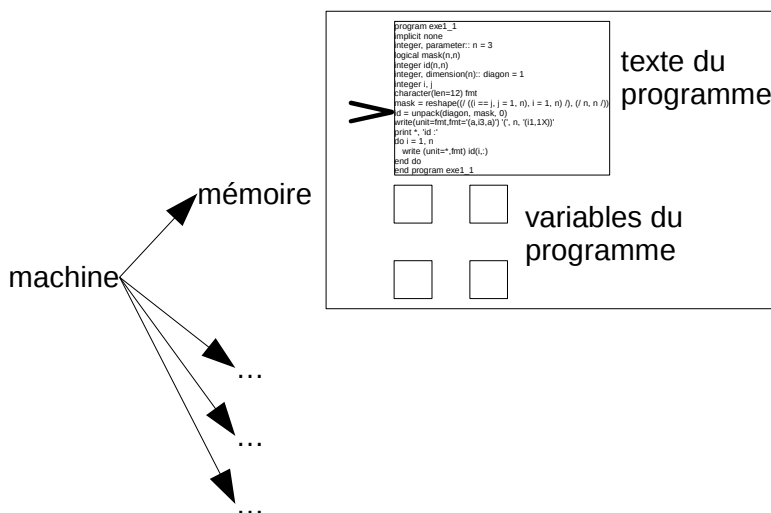 program exe1_1
implicit none
integer, parameter:: n = 3
logical mask(n,n)
integer id(n,n)
integer, dimension(n):: diagon = 1
integer i, j
character(len=12) fmt
mask = reshape((/ ((i == j, j = 1, n), i = 1, n) /), (/ n, n /))
id = unpack(diagon, mask, 0)
write(unit=fmt,fmt='(a,i3,a)') '(', n, '(i1,1X))'
print *, 'id :'
do i = 1, n
write (unit=*,fmt) id(i,:)
end do
end program exe1_1
texte du
programme
mémoire
variables du
programme
machine
...
...
...